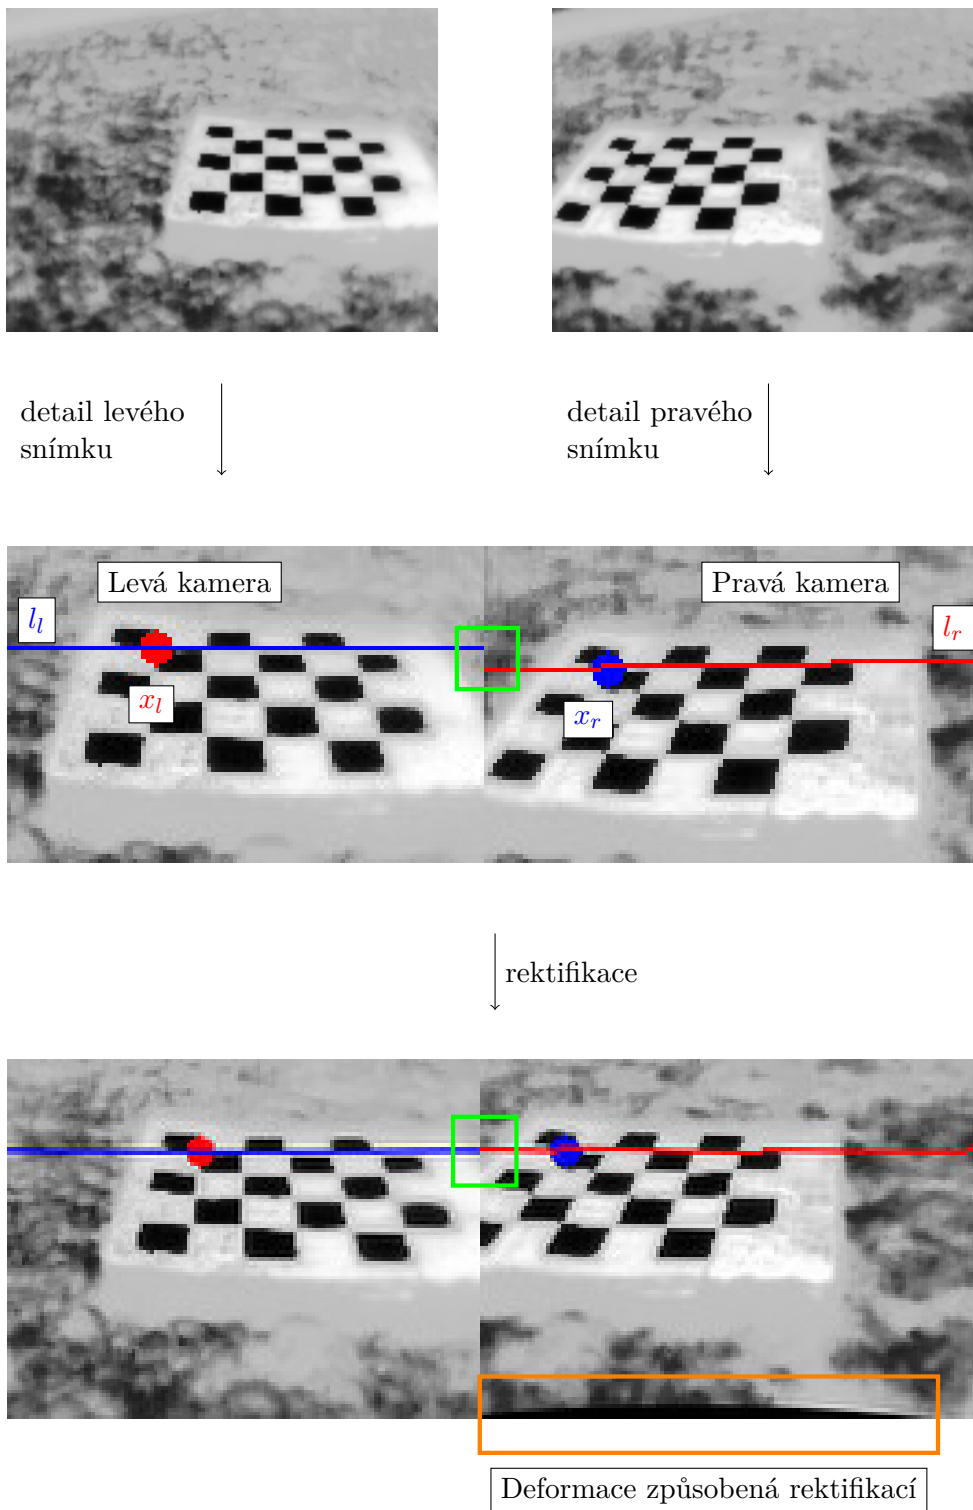 detail levého
snímku
detail pravého
snímku
Levá kamera
Pravá kamera
l_l
l_r
x_l
x_r
rektifikace
Deformace způsobená rektifikací